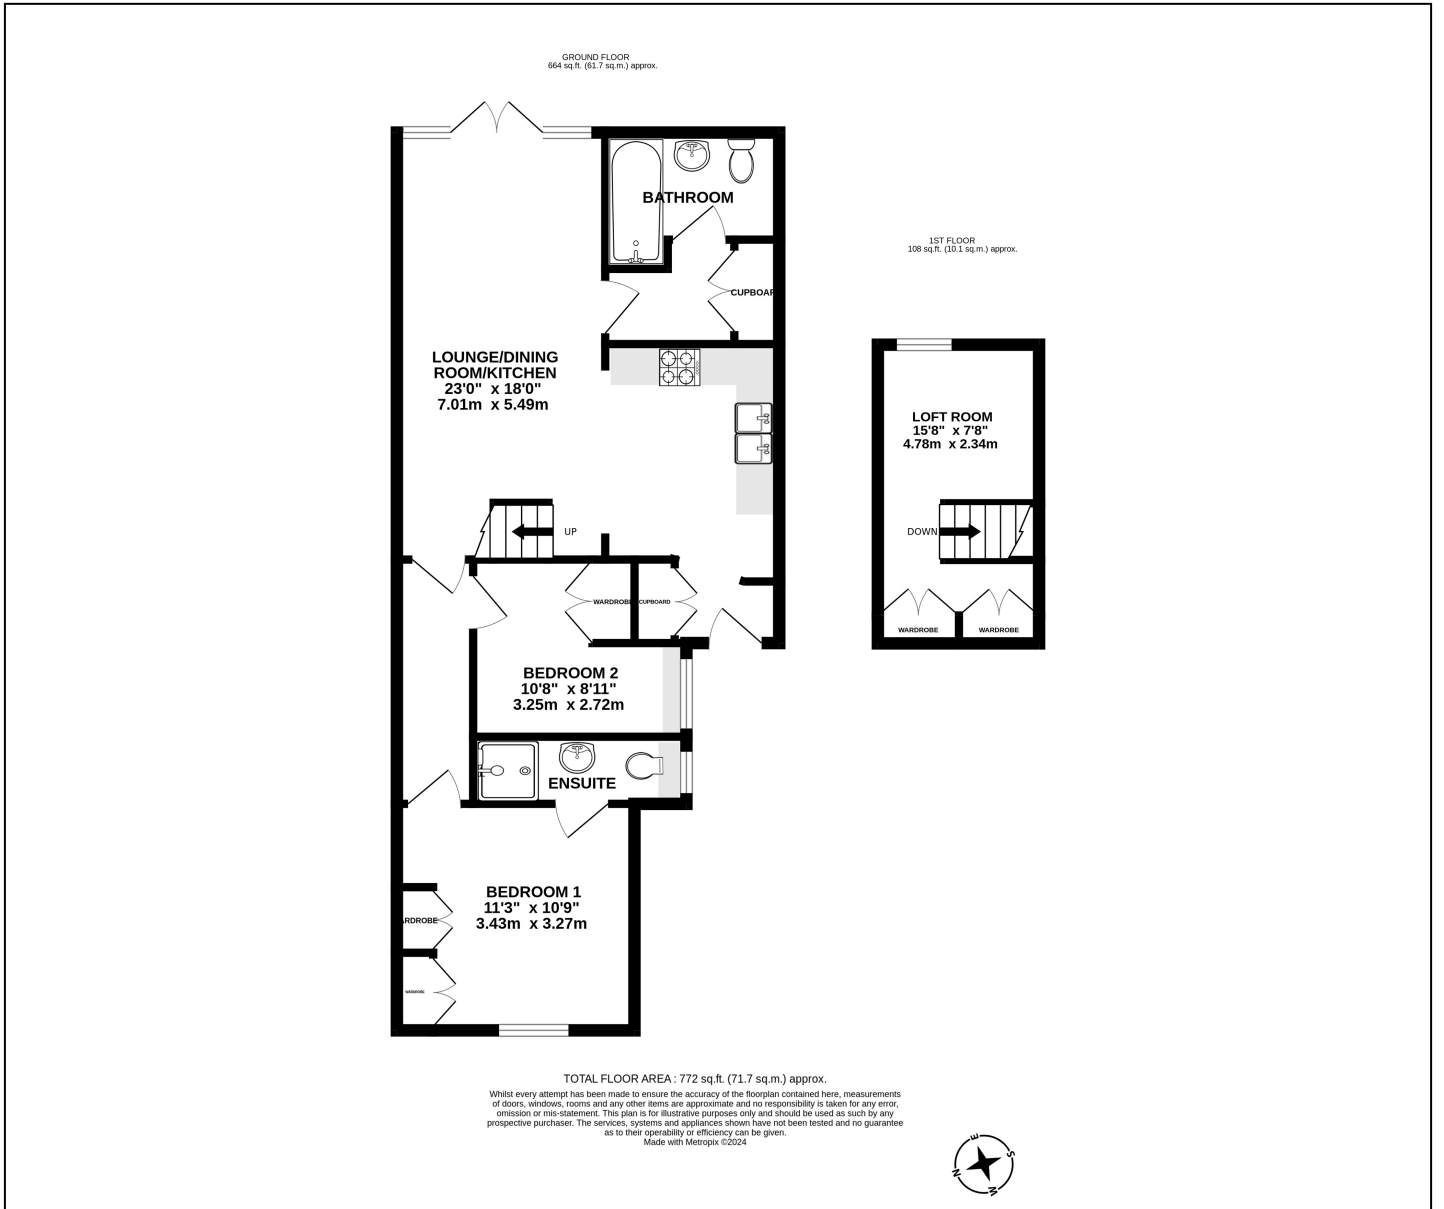 GROUND FLOOR
664 sq.ft. (61.7 sq.m.) approx.
BATHROOM
1ST FLOOR
108 sq.ft. (10.1 sq.m.) approx.
CUPBOAR
LOUNGE/DINING
ROOM/KITCHEN
23'0" x 18'0"
7.01m x 5.49m
LOFT ROOM
15'8" x 7'8"
4.78m x 2.34m
UP
DOWN
WARDROBE
CUPBOARD
WARDROBE
WARDROBE
BEDROOM 2
10'8" x 8'11"
3.25m x 2.72m
ENSUITE
BEDROOM 1
11'3" x 10'9"
3.43m x 3.27m
ARDROBE
WARDROBE
TOTAL FLOOR AREA : 772 sq.ft. (71.7 sq.m.) approx.
Whilst every attempt has been made to ensure the accuracy of the floorplan contained here, measurements
of doors, windows, rooms and any other items are approximate and no responsibility is taken for any error,
omission or mis-statement. This plan is for illustrative purposes only and should be used as such by any
prospective purchaser. The services, systems and appliances shown have not been tested and no guarantee
as to their operability or efficiency can be given.
Made with Metropix ©2024
E
S
N
W